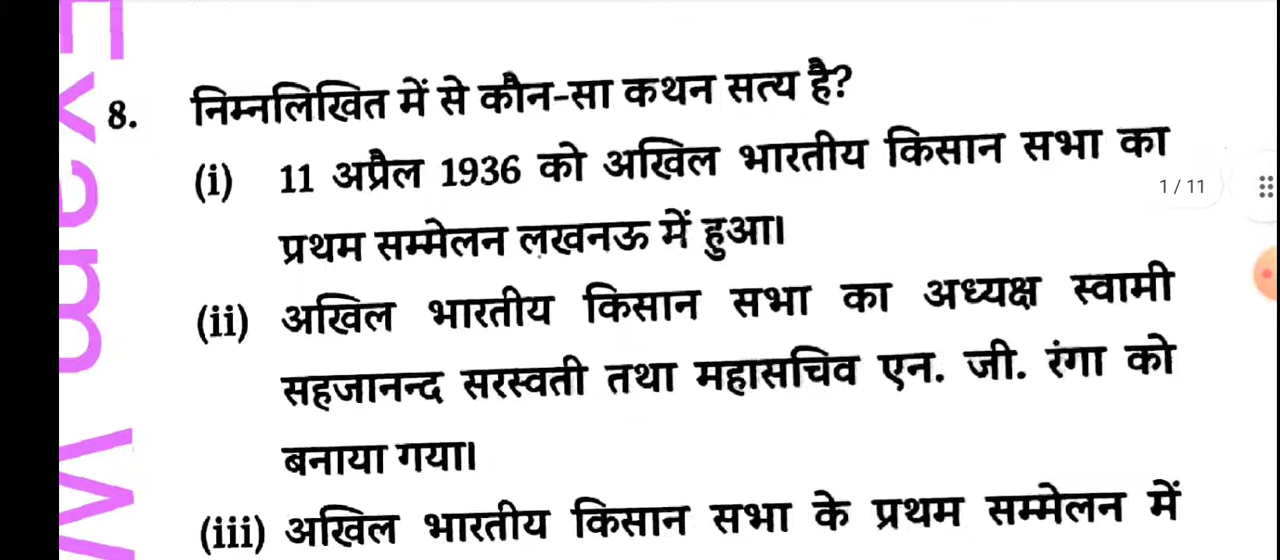 Exam W
8. निम्नलिखित में से कौन-सा कथन सत्य है?
(i) 11 अप्रैल 1936 को अखिल भारतीय किसान सभा का
प्रथम सम्मेलन लखनऊ में हुआ।
1 / 11
(ii) अखिल भारतीय किसान सभा का अध्यक्ष स्वामी
सहजानन्द सरस्वती तथा महासचिव एन. जी. रंगा को
बनाया गया।
(iii) अखिल भारतीय किसान सभा के प्रथम सम्मेलन में